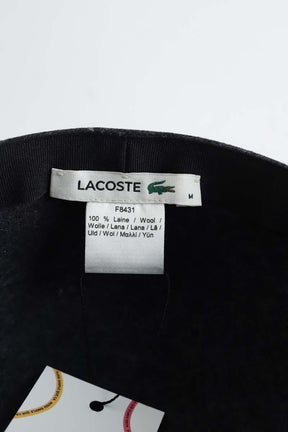 LACOSTE
M
F8431
100 % Laine / Wool /
Wolle / Lana / Lana / Lã /
Uld / Wol / Μαλλί / Yün